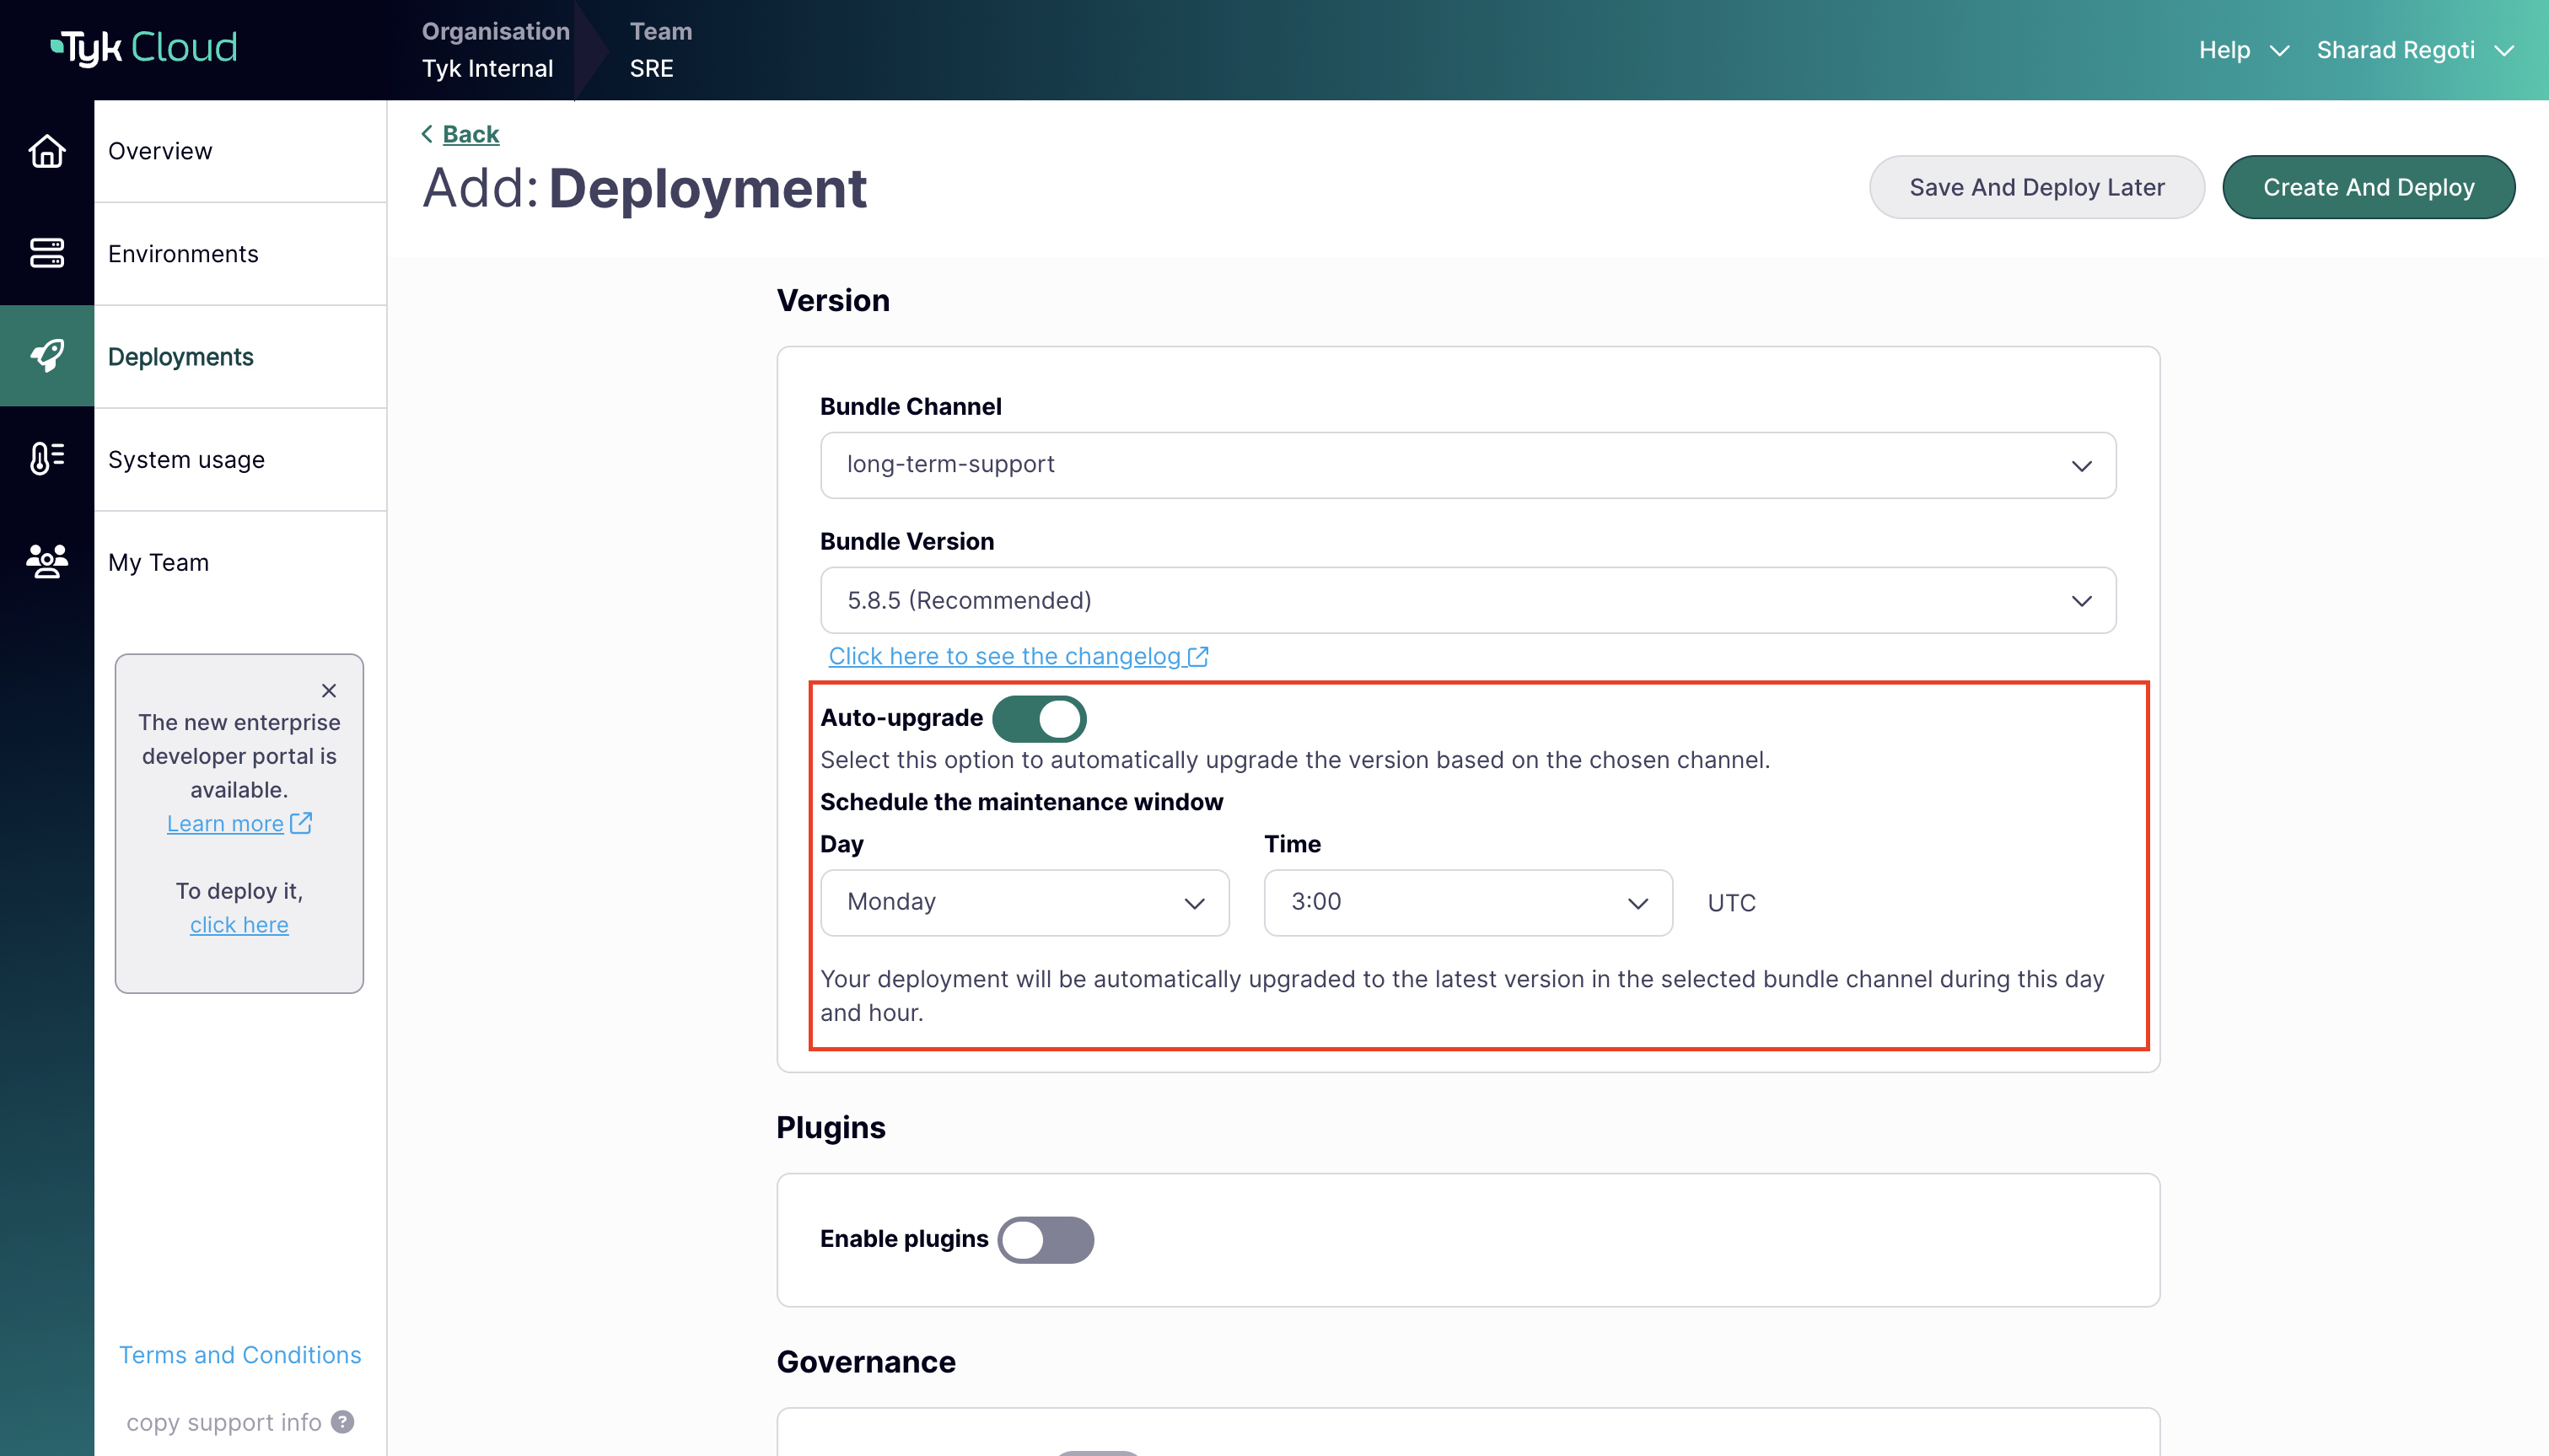 Tyk Cloud
Organisation
Tyk Internal
Team
SRE
Help
Sharad Regoti
Overview
Environments
Deployments
System usage
My Team
The new enterprise
developer portal is
available.
Learn more
To deploy it,
click here
Terms and Conditions
copy support info ?
Back
Add: Deployment
Save And Deploy Later
Create And Deploy
Version
Bundle Channel
long-term-support
Bundle Version
5.8.5 (Recommended)
Click here to see the changelog
Auto-upgrade
Select this option to automatically upgrade the version based on the chosen channel.
Schedule the maintenance window
Day
Time
Monday
3:00
UTC
Your deployment will be automatically upgraded to the latest version in the selected bundle channel during this day
and hour.
Plugins
Enable plugins
Governance